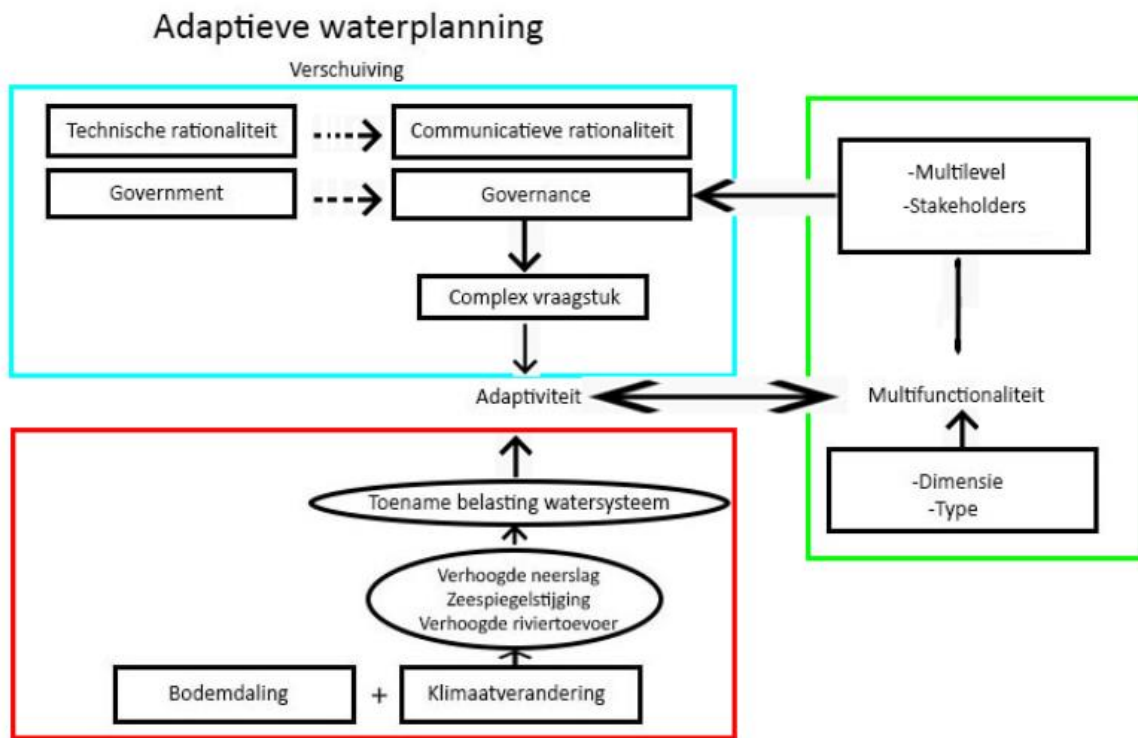 Adaptieve waterplanning
Verschuiving
Technische rationaliteit
Communicatieve rationaliteit
Government
Governance
Complex vraagstuk
Adaptiviteit
-Multilevel
-Stakeholders
Multifunctionaliteit
-Dimensie
-Type
Toename belasting watersysteem
Verhoogde neerslag
Zeespiegelstijging
Verhoogde riviertoevoer
Bodemdaling
+
Klimaatverandering